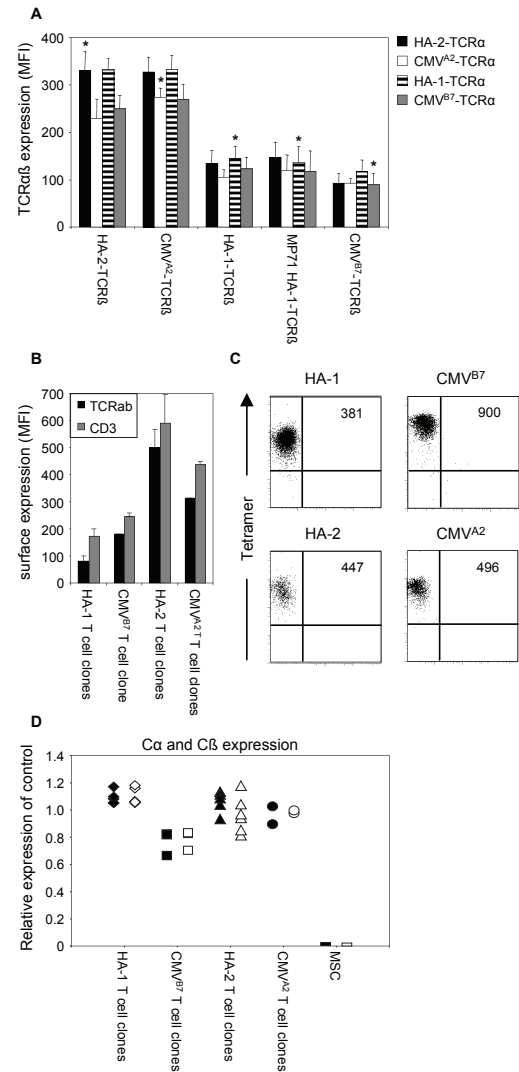 A
TCRαß expression (MFI)
400
300
200
100
0
*
*
*
*
*
HA-2-TCRα
CMVA2-TCRα
HA-1-TCRα
CMVB7-TCRα
HA-2-TCRß
CMVA2-TCRß
HA-1-TCRß
MP71 HA-1-TCRß
CMVB7-TCRß
B
surface expression (MFI)
700
600
500
400
300
200
100
00
TCRab
CD3
HA-1 T cell clones
CMVB7 T cell clone
HA-2 T cell clones
CMVA2 T T cell clones
C
Tetramer
HA-1
381
CMVB7
900
HA-2
447
CMVA2
496
D
Cα and Cß expression
Relative expression of control
1.4
1.2
1.0
0.8
0.6
0.4
0.2
0
HA-1 T cell clones
CMVB7 T cell clones
HA-2 T cell clones
CMVA2 T cell clones
MSC